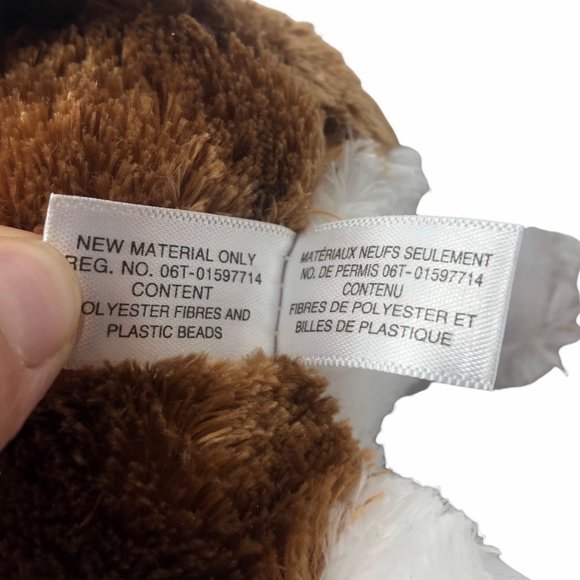 NEW MATERIAL ONLY
REG. NO. 06T-01597714
CONTENT
POLYESTER FIBRES AND
PLASTIC BEADS
MATÉRIAUX NEUFS SEULEMENT
NO. DE PERMIS 06T-01597714
CONTENU
FIBRES DE POLYESTER ET
BILLES DE PLASTIQUE